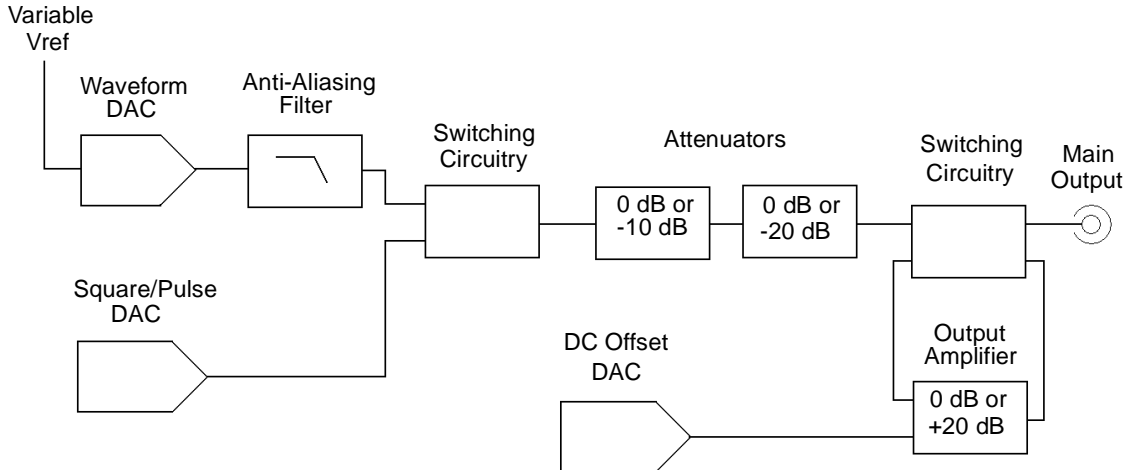 Variable
Vref
Waveform
DAC
Anti-Aliasing
Filter
Switching
Circuitry
Attenuators
Switching
Circuitry
Main
Output
0 dB or
-10 dB
0 dB or
-20 dB
Square/Pulse
DAC
DC Offset
DAC
Output
Amplifier
0 dB or
+20 dB